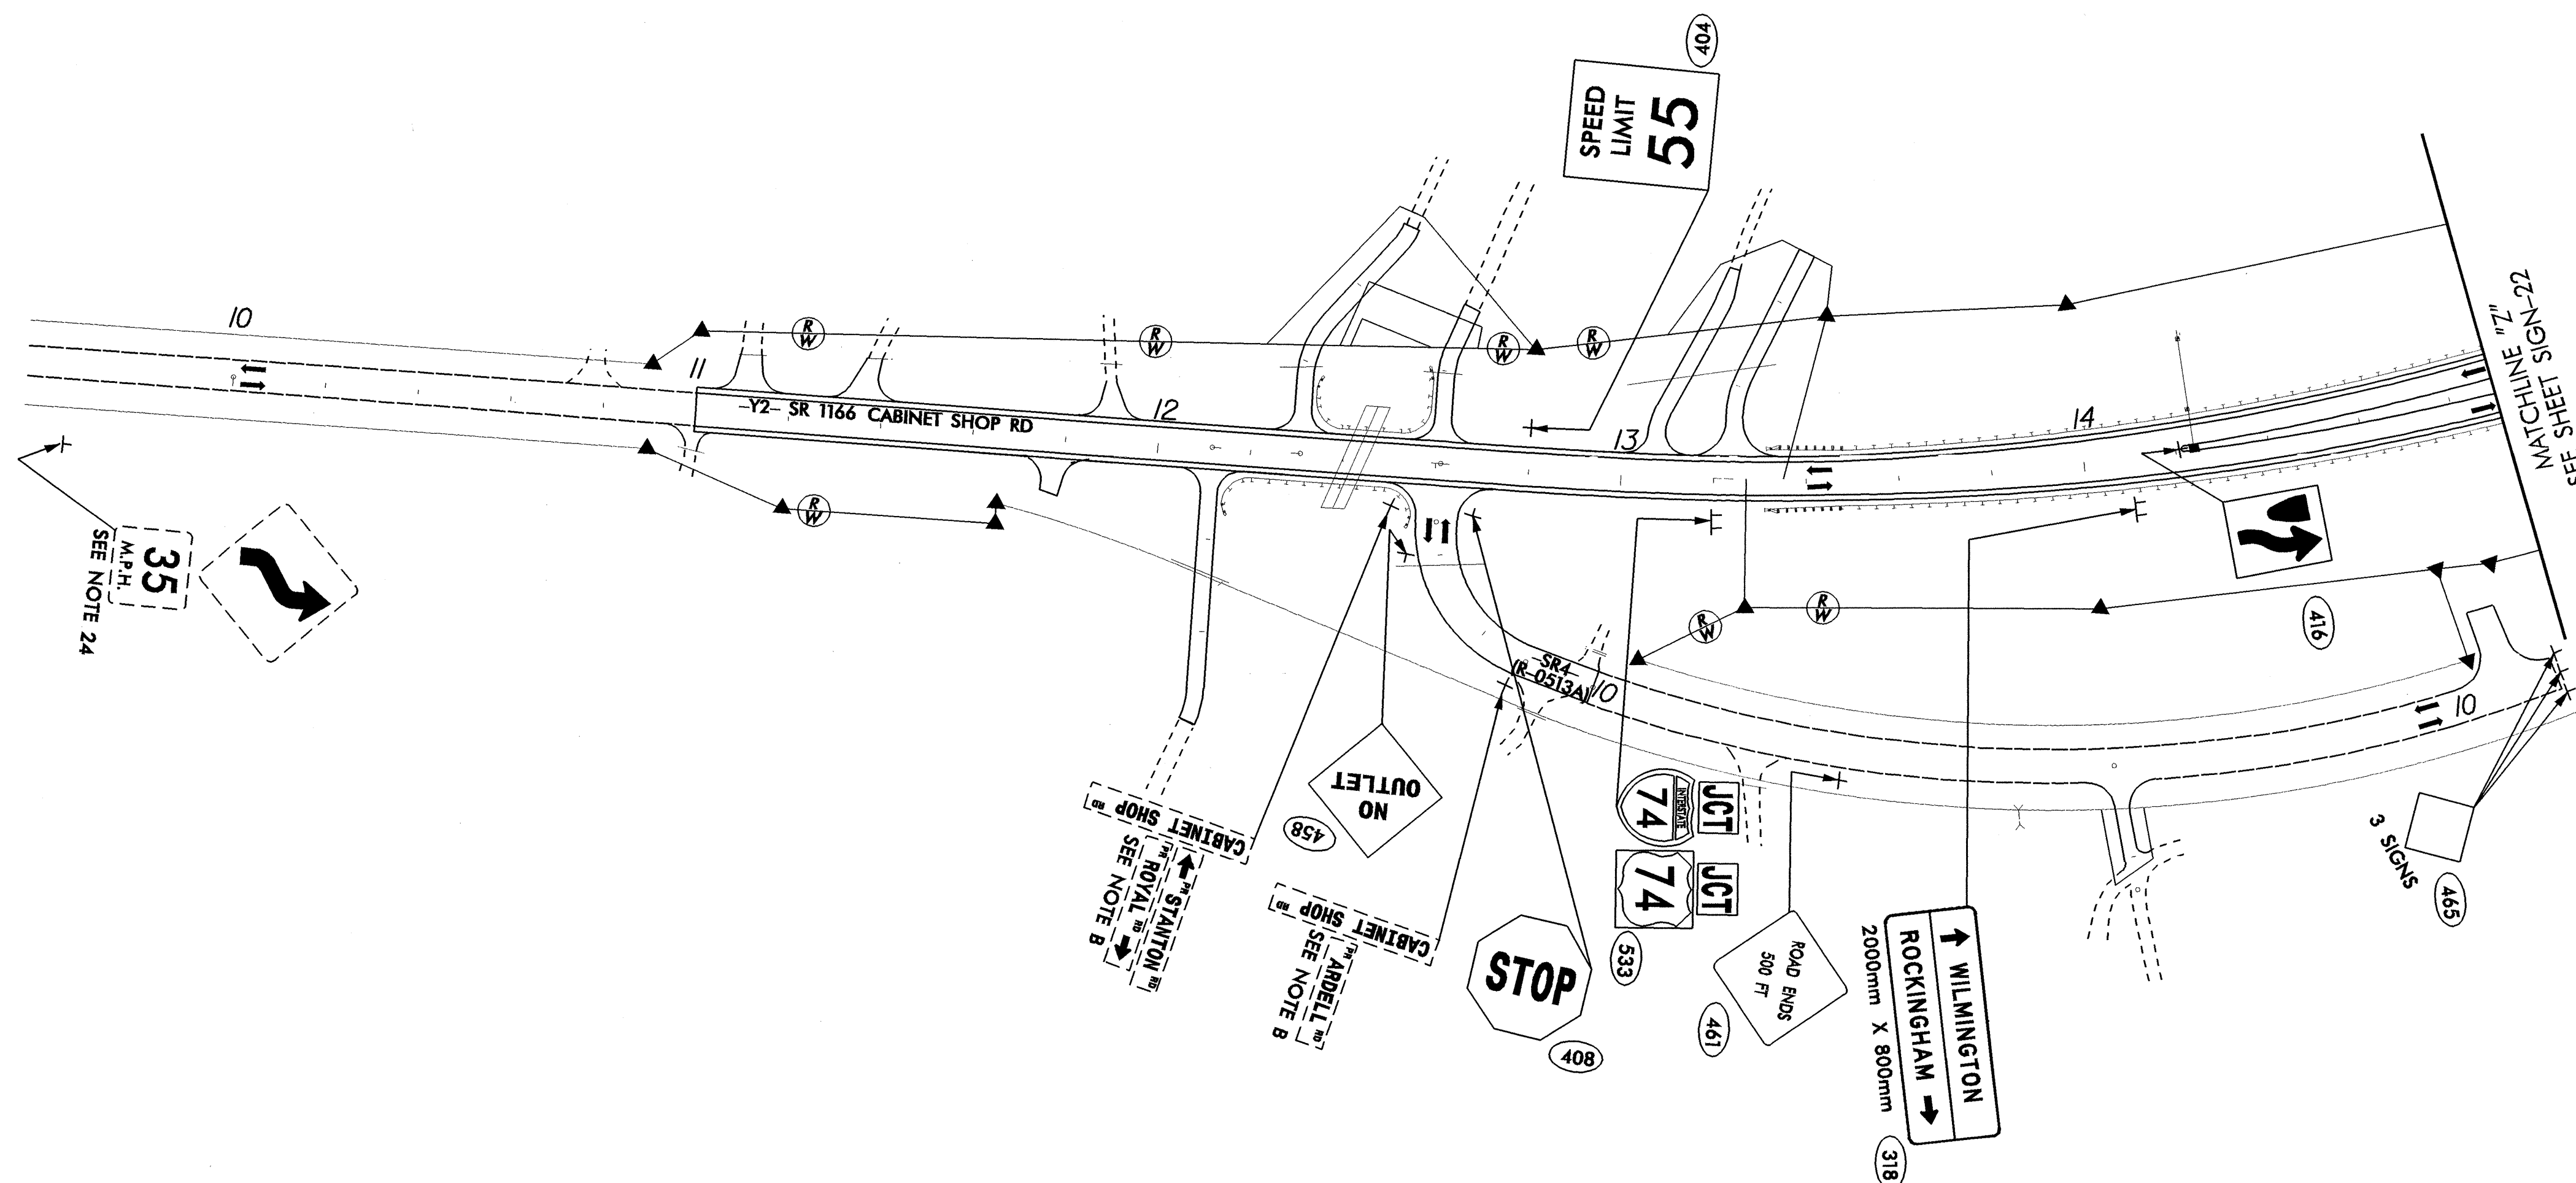 404
SPEED
LIMIT
55
10
11
R
W
R
W
R
W
R
W
-Y2- SR 1166 CABINET SHOP RD
12
13
14
MATCHLINE "Z"
SEE SHEET SIGN-22
35
M.P.H.
SEE NOTE 24
R
W
R
W
R
W
416
-SR4-
(R-0513A)
10
10
NO
OUTLET
458
CABINET SHOP RD
PR STANTON RD
PR ROYAL RD
SEE NOTE B
CABINET SHOP RD
PR ARDELL RD
SEE NOTE B
STOP
408
JCT
INTERSTATE
74
JCT
74
533
ROAD ENDS
500 FT
461
WILMINGTON
ROCKINGHAM
2000mm X 800mm
318
3 SIGNS
465